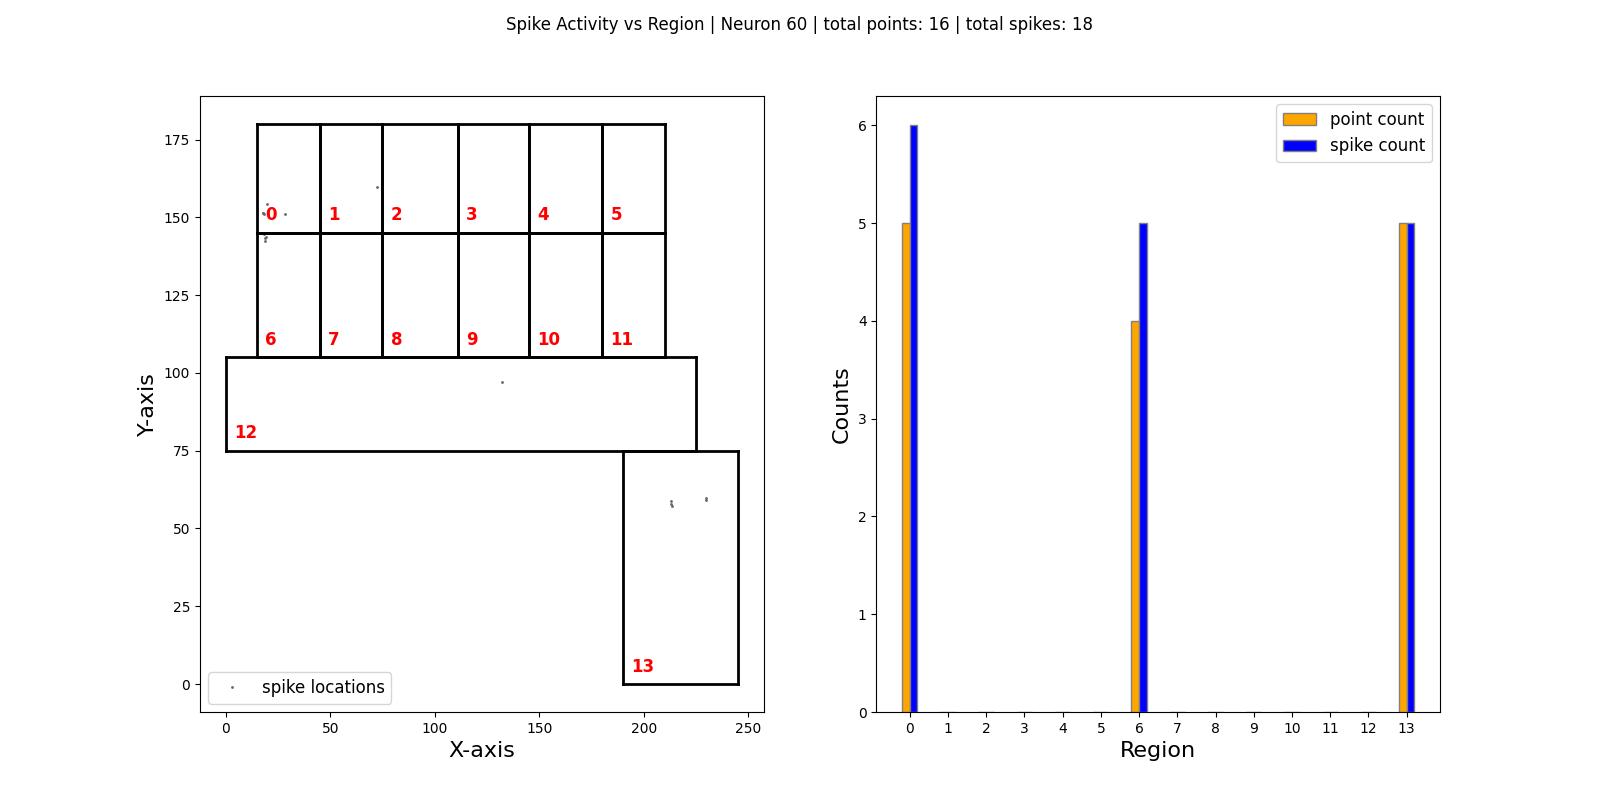 Spike Activity vs Region | Neuron 60 | total points: 16 | total spikes: 18
175
150
125
100
75
50
25
0
Y-axis
0 1 2 3 4 5
6 7 8 9 10 11
12
13
spike locations
0 50 100 150 200 250
X-axis
6
5
4
3
2
1
0
Counts
point count
spike count
0 1 2 3 4 5 6 7 8 9 10 11 12 13
Region